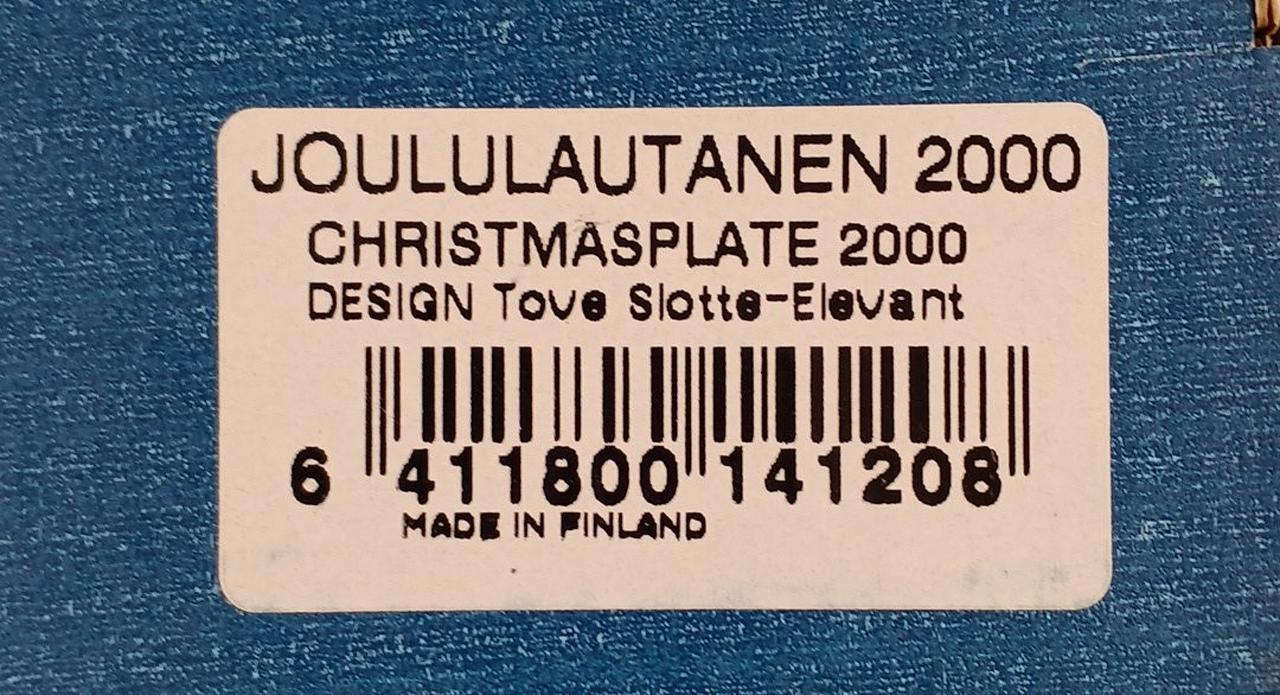 JOULULAUTANEN 2000
CHRISTMASPLATE 2000
DESIGN Tove Slotte-Elevant
6 411800 141208
MADE IN FINLAND